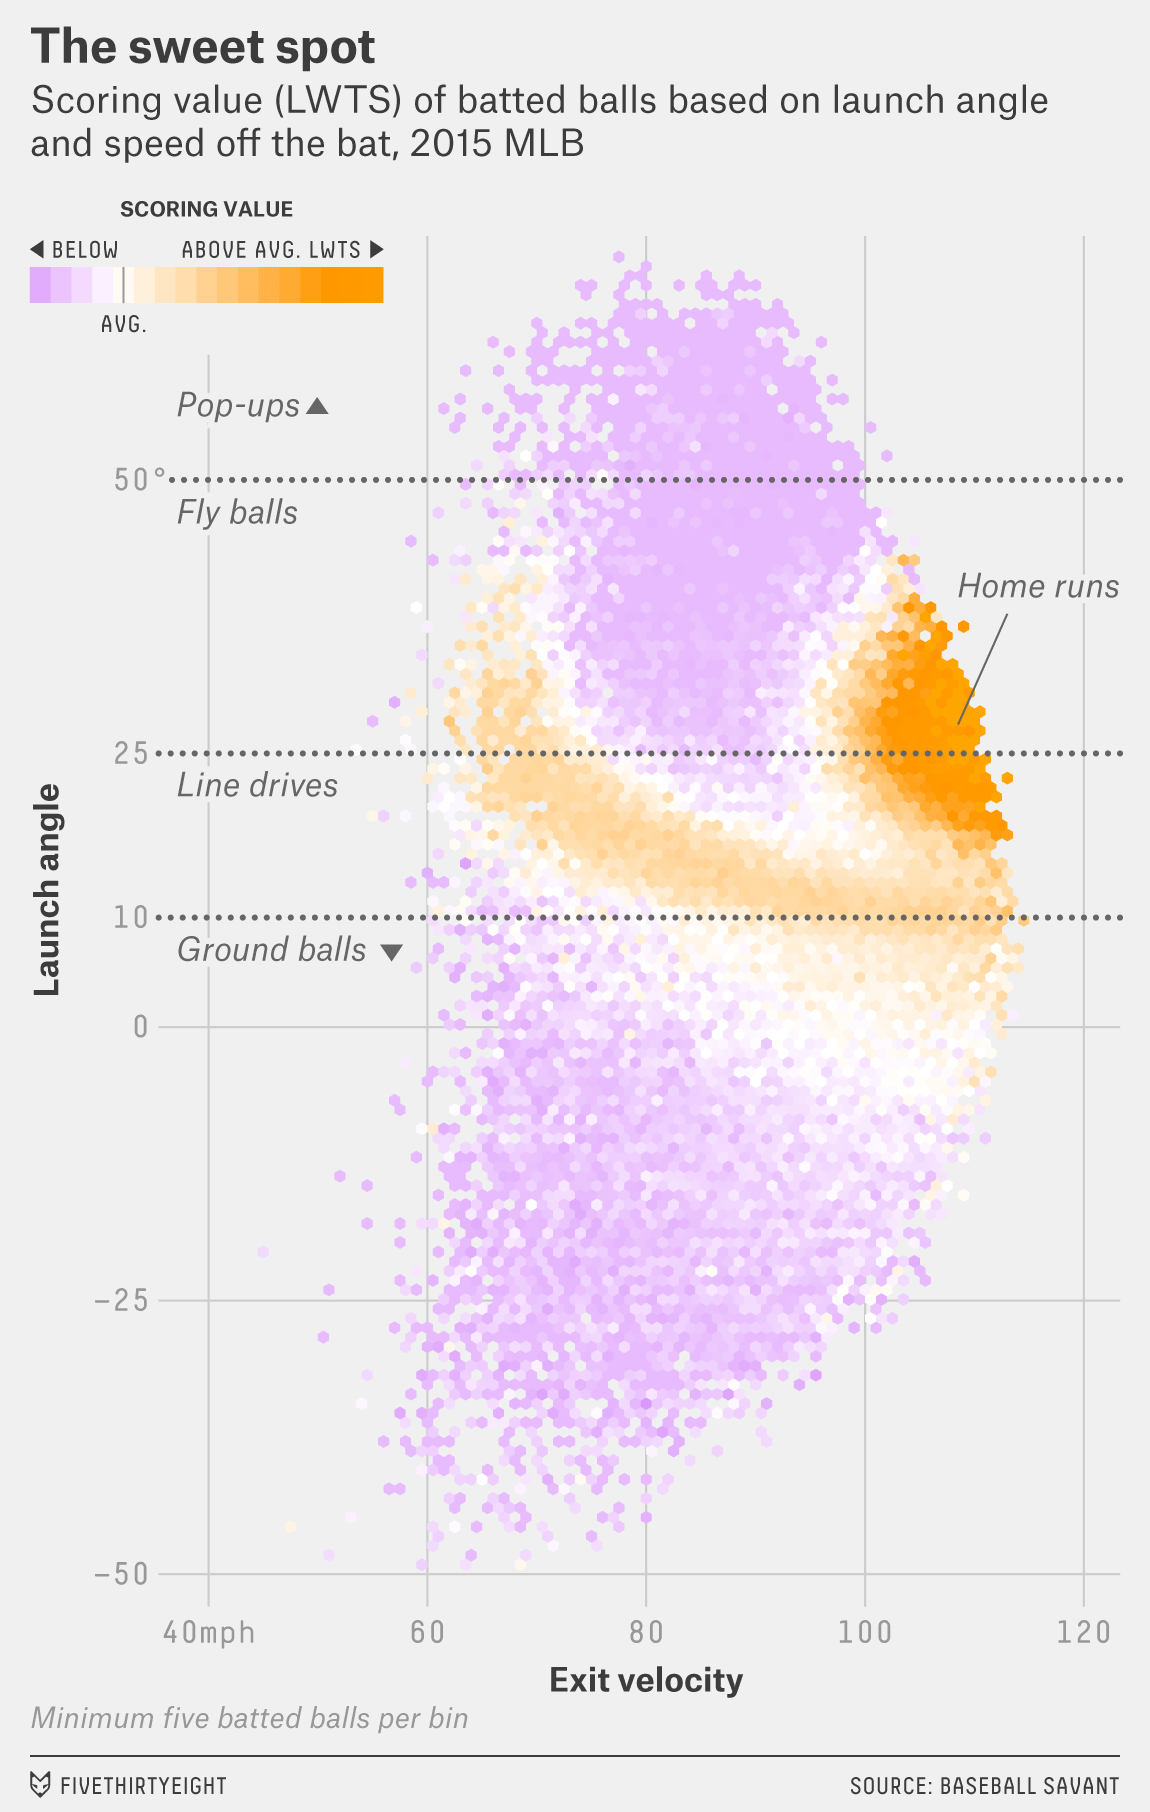 The sweet spot
Scoring value (LWTS) of batted balls based on launch angle
and speed off the bat, 2015 MLB
SCORING VALUE
◀ BELOW ABOVE AVG. LWTS ▶
AVG.
Pop-ups ▲
50°
Fly balls
Home runs
25
Line drives
10
Ground balls ▼
Launch angle
0
-25
-50
40mph 60 80 100 120
Exit velocity
Minimum five batted balls per bin
FIVETHIRTYEIGHT SOURCE: BASEBALL SAVANT